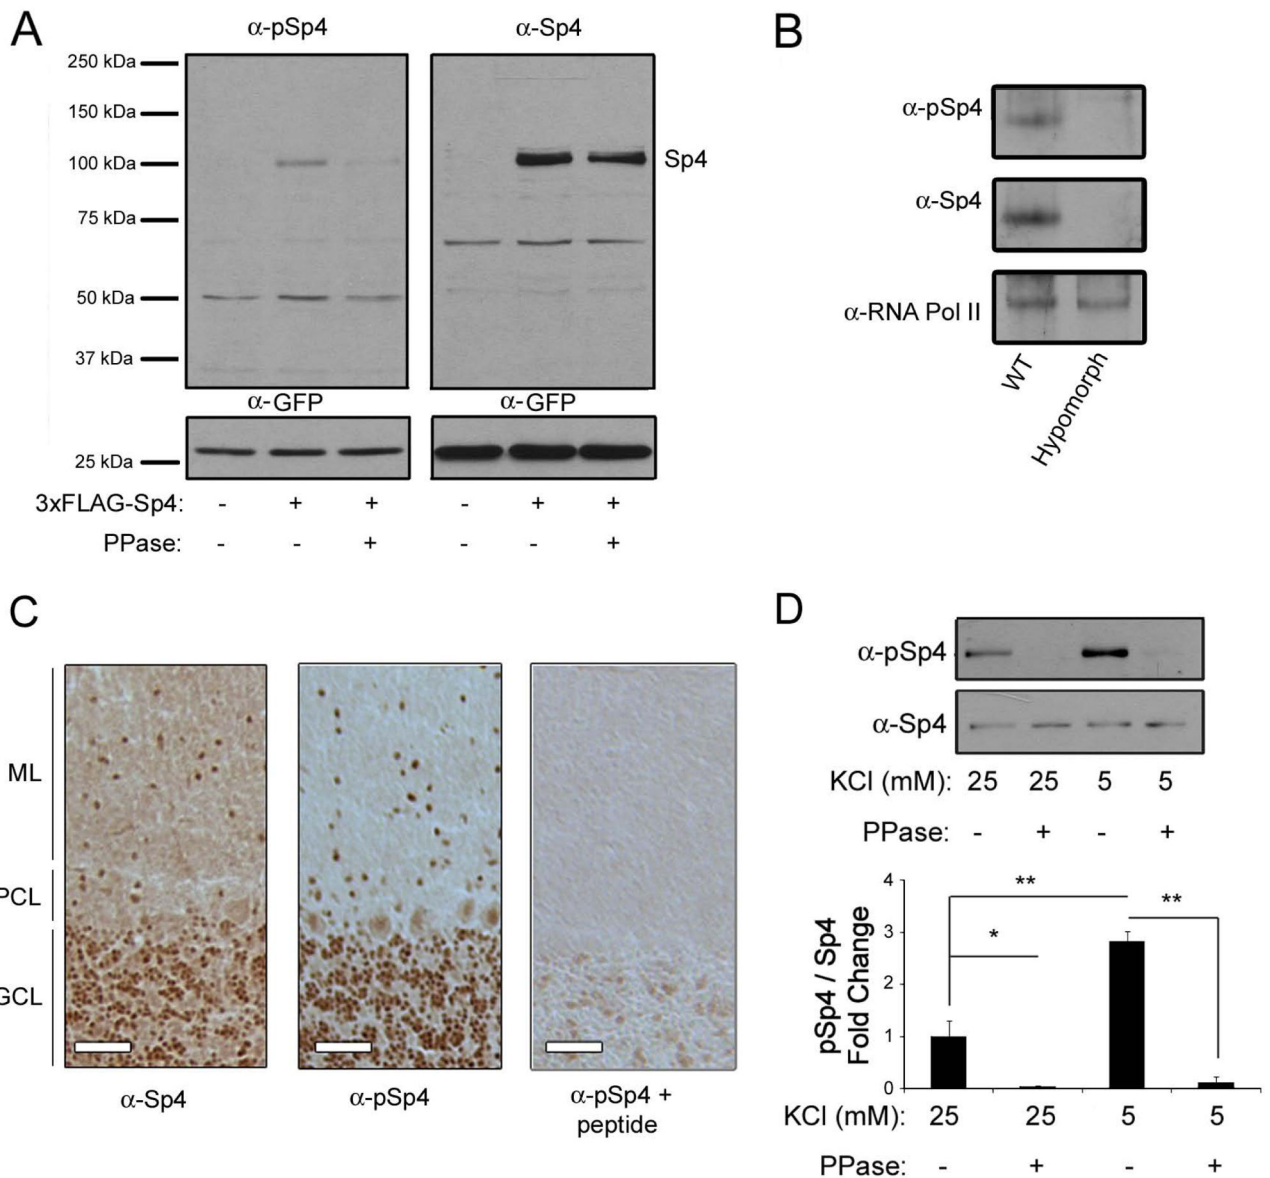 A
α-pSp4
α-Sp4
250 kDa
150 kDa
100 kDa
75 kDa
50 kDa
37 kDa
25 kDa
Sp4
α-GFP
α-GFP
3xFLAG-Sp4: - + + - + +
PPase: - - + - - +
B
α-pSp4
α-Sp4
α-RNA Pol II
WT
Hypomorph
C
ML
PCL
GCL
α-Sp4
α-pSp4
α-pSp4 +
peptide
D
α-pSp4
α-Sp4
KCl (mM): 25 25 5 5
PPase: - + - +
pSp4 / Sp4
Fold Change
4
3
2
1
0
**
*
**
KCl (mM): 25 25 5 5
PPase: - + - +